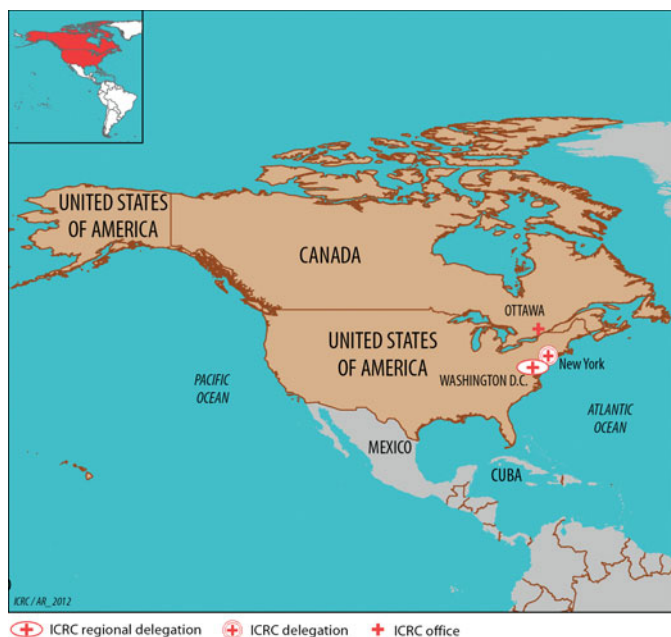 UNITED STATES
OF AMERICA
CANADA
OTTAWA
UNITED STATES
OF AMERICA
New York
WASHINGTON D.C.
PACIFIC
OCEAN
ATLANTIC
OCEAN
MEXICO
CUBA
ICRC / AR_2012
ICRC regional delegation
ICRC delegation
ICRC office